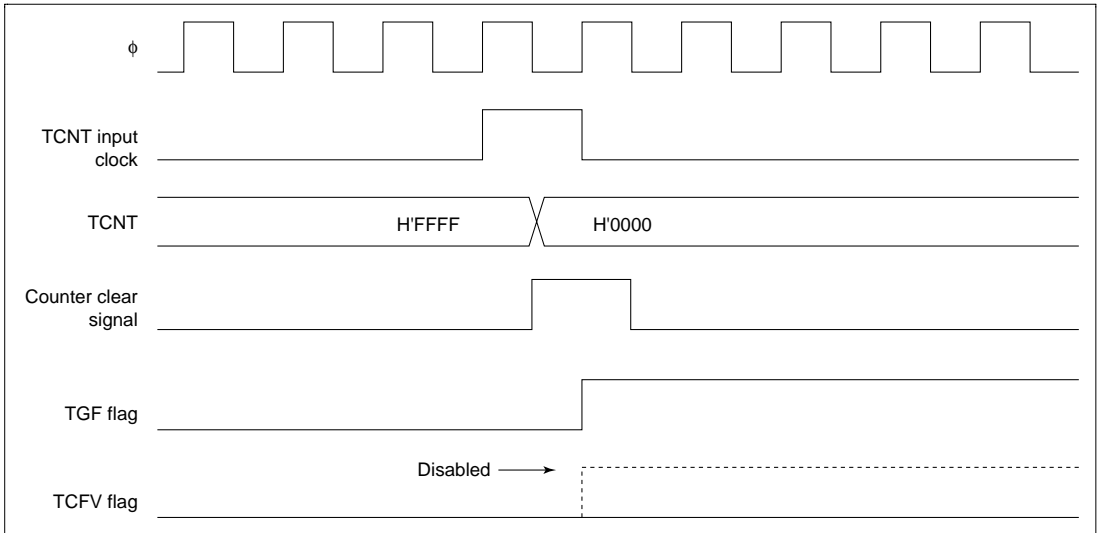 ϕ
TCNT input
clock
TCNT
H'FFFF
H'0000
Counter clear
signal
TGF flag
Disabled
TCFV flag